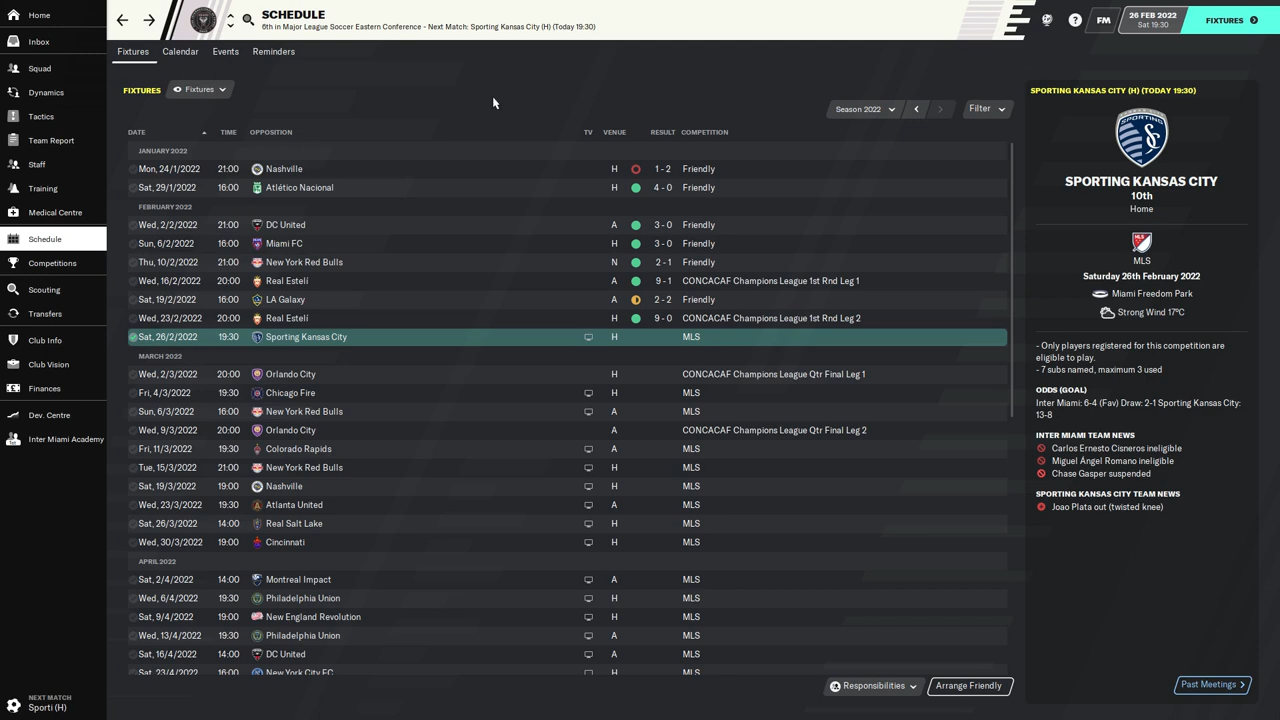 Home
Inbox
Squad
Dynamics
Tactics
Team Report
Staff
Training
Medical Centre
Schedule
Competitions
Scouting
Transfers
Club Info
Club Vision
Finances
Dev. Centre
Inter Miami Academy
NEXT MATCH
Sporti (H)
SCHEDULE
6th in Major League Soccer Eastern Conference - Next Match: Sporting Kansas City (H) (Today 19:30)
? FM 26 FEB 2022
Sat 19:30
FIXTURES
Fixtures Calendar Events Reminders
FIXTURES Fixtures
Season 2022 Filter
DATE TIME OPPOSITION TV VENUE RESULT COMPETITION
JANUARY 2022
Mon, 24/1/2022 21:00 Nashville H 1 - 2 Friendly
Sat, 29/1/2022 16:00 Atlético Nacional H 4 - 0 Friendly
FEBRUARY 2022
Wed, 2/2/2022 21:00 DC United A 3 - 0 Friendly
Sun, 6/2/2022 16:00 Miami FC H 3 - 0 Friendly
Thu, 10/2/2022 21:00 New York Red Bulls N 2 - 1 Friendly
Wed, 16/2/2022 20:00 Real Estelí A 9 - 1 CONCACAF Champions League 1st Rnd Leg 1
Sat, 19/2/2022 16:00 LA Galaxy A 2 - 2 Friendly
Wed, 23/2/2022 20:00 Real Estelí H 9 - 0 CONCACAF Champions League 1st Rnd Leg 2
Sat, 26/2/2022 19:30 Sporting Kansas City H MLS
MARCH 2022
Wed, 2/3/2022 20:00 Orlando City H CONCACAF Champions League Qtr Final Leg 1
Fri, 4/3/2022 19:30 Chicago Fire H MLS
Sun, 6/3/2022 16:00 New York Red Bulls A MLS
Wed, 9/3/2022 20:00 Orlando City A CONCACAF Champions League Qtr Final Leg 2
Fri, 11/3/2022 19:30 Colorado Rapids A MLS
Tue, 15/3/2022 21:00 New York Red Bulls H MLS
Sat, 19/3/2022 19:00 Nashville H MLS
Wed, 23/3/2022 19:30 Atlanta United A MLS
Sat, 26/3/2022 14:00 Real Salt Lake H MLS
Wed, 30/3/2022 19:00 Cincinnati H MLS
APRIL 2022
Sat, 2/4/2022 14:00 Montreal Impact A MLS
Wed, 6/4/2022 19:30 Philadelphia Union H MLS
Sat, 9/4/2022 19:00 New England Revolution H MLS
Wed, 13/4/2022 19:30 Philadelphia Union A MLS
Sat, 16/4/2022 14:00 DC United A MLS
Sat, 23/4/2022 16:00 New York City FC H MLS
Responsibilities Arrange Friendly
SPORTING KANSAS CITY (H) (TODAY 19:30)
SPORTING
SPORTING KANSAS CITY
10th
Home
MLS
MLS
Saturday 26th February 2022
Miami Freedom Park
Strong Wind 17ºC
- Only players registered for this competition are
eligible to play.
- 7 subs named, maximum 3 used
ODDS (GOAL)
Inter Miami: 6-4 (Fav) Draw: 2-1 Sporting Kansas City:
13-8
INTER MIAMI TEAM NEWS
Carlos Ernesto Cisneros ineligible
Miguel Ángel Romano ineligible
Chase Gasper suspended
SPORTING KANSAS CITY TEAM NEWS
Joao Plata out (twisted knee)
Past Meetings